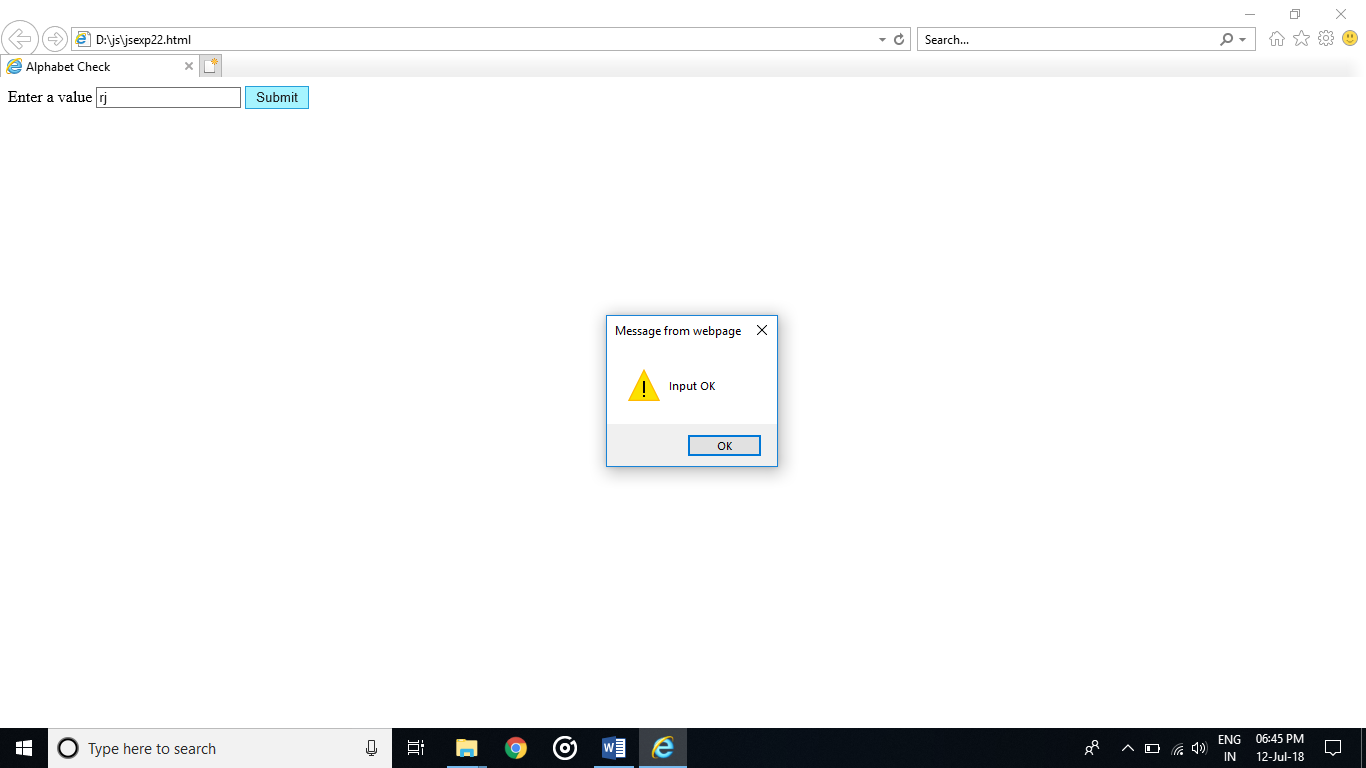 D:\js\jsexp22.html
Search...
Alphabet Check
Enter a value rj Submit
Message from webpage
Input OK
OK
Type here to search
ENG
IN
06:45 PM
12-Jul-18